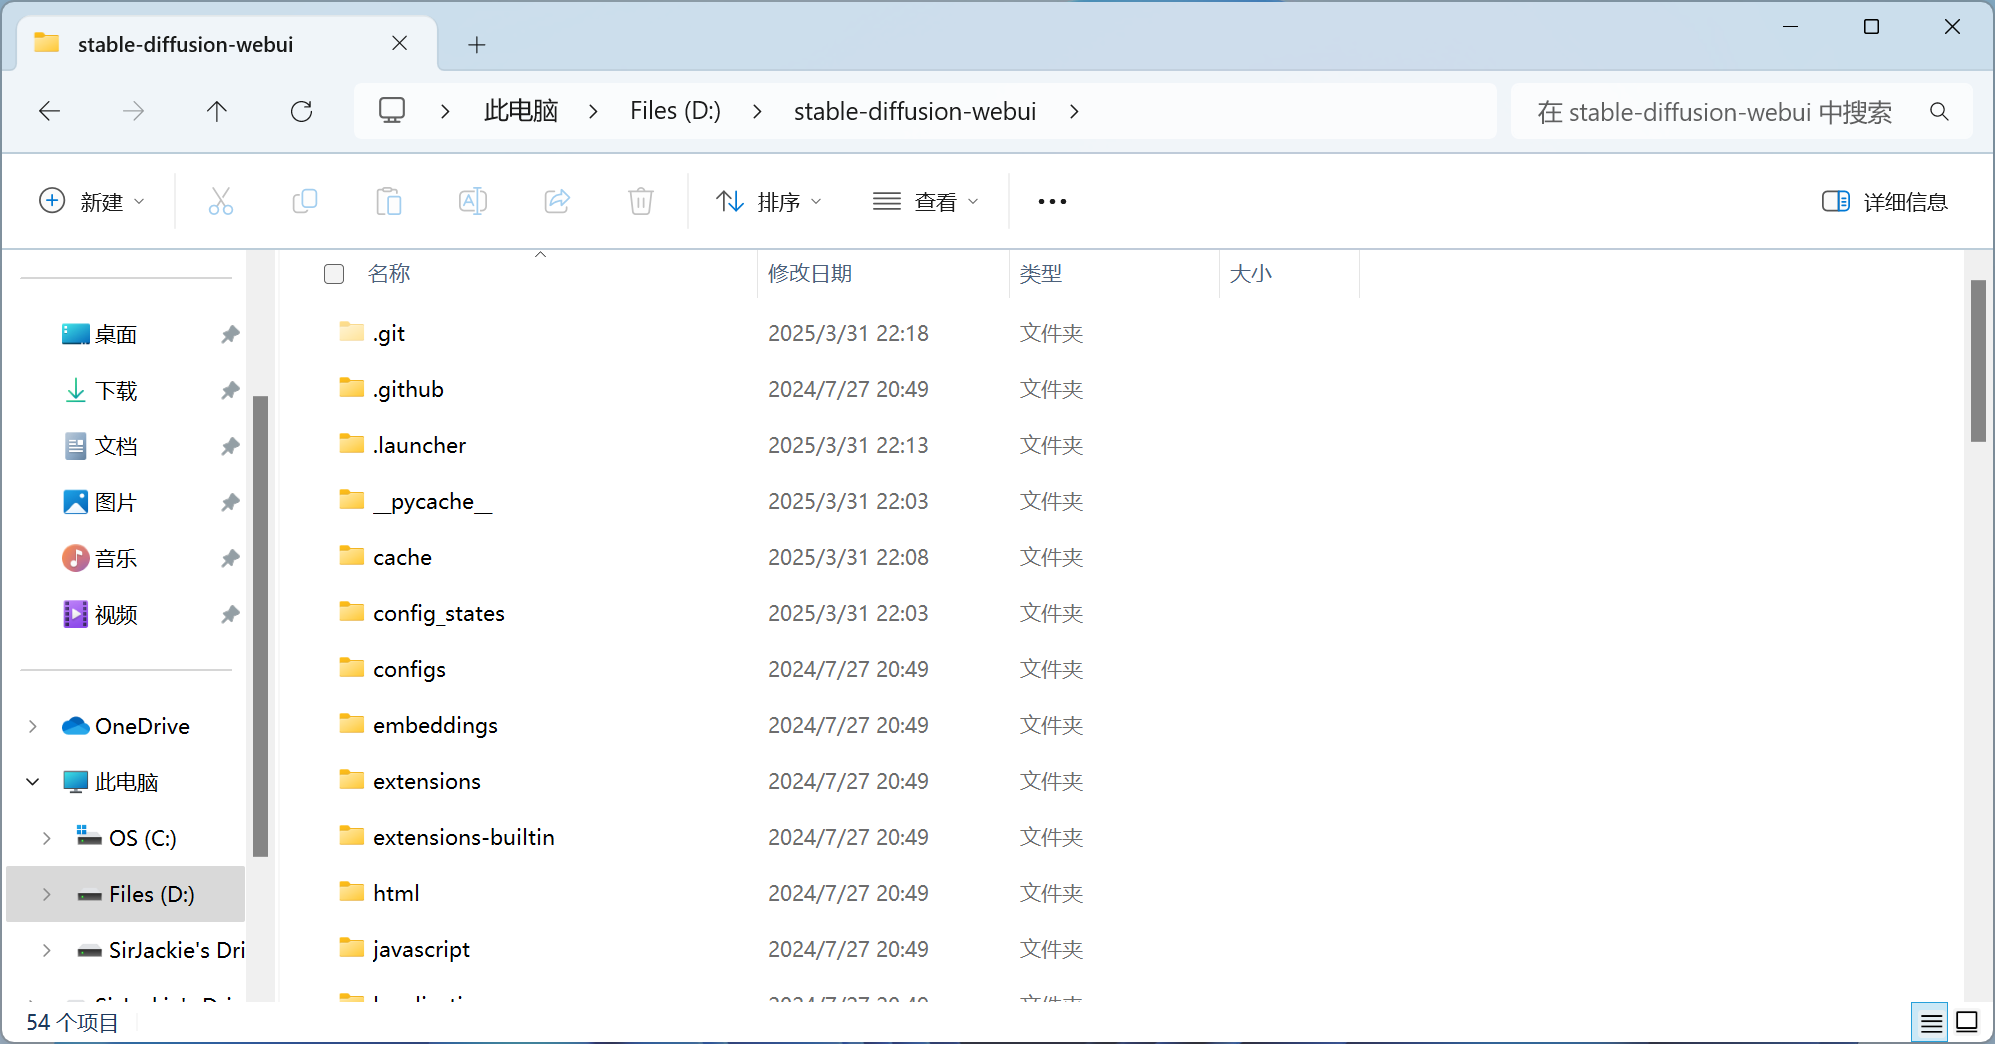 stable-diffusion-webui
此电脑 Files (D:) stable-diffusion-webui 在 stable-diffusion-webui 中搜索
新建 排序 查看 详细信息
名称 修改日期 类型 大小
桌面
下载
文档
图片
音乐
视频
OneDrive
此电脑
OS (C:)
Files (D:)
SirJackie's Dri
.git 2025/3/31 22:18 文件夹
.github 2024/7/27 20:49 文件夹
.launcher 2025/3/31 22:13 文件夹
__pycache__ 2025/3/31 22:03 文件夹
cache 2025/3/31 22:08 文件夹
config_states 2025/3/31 22:03 文件夹
configs 2024/7/27 20:49 文件夹
embeddings 2024/7/27 20:49 文件夹
extensions 2024/7/27 20:49 文件夹
extensions-builtin 2024/7/27 20:49 文件夹
html 2024/7/27 20:49 文件夹
javascript 2024/7/27 20:49 文件夹
54 个项目